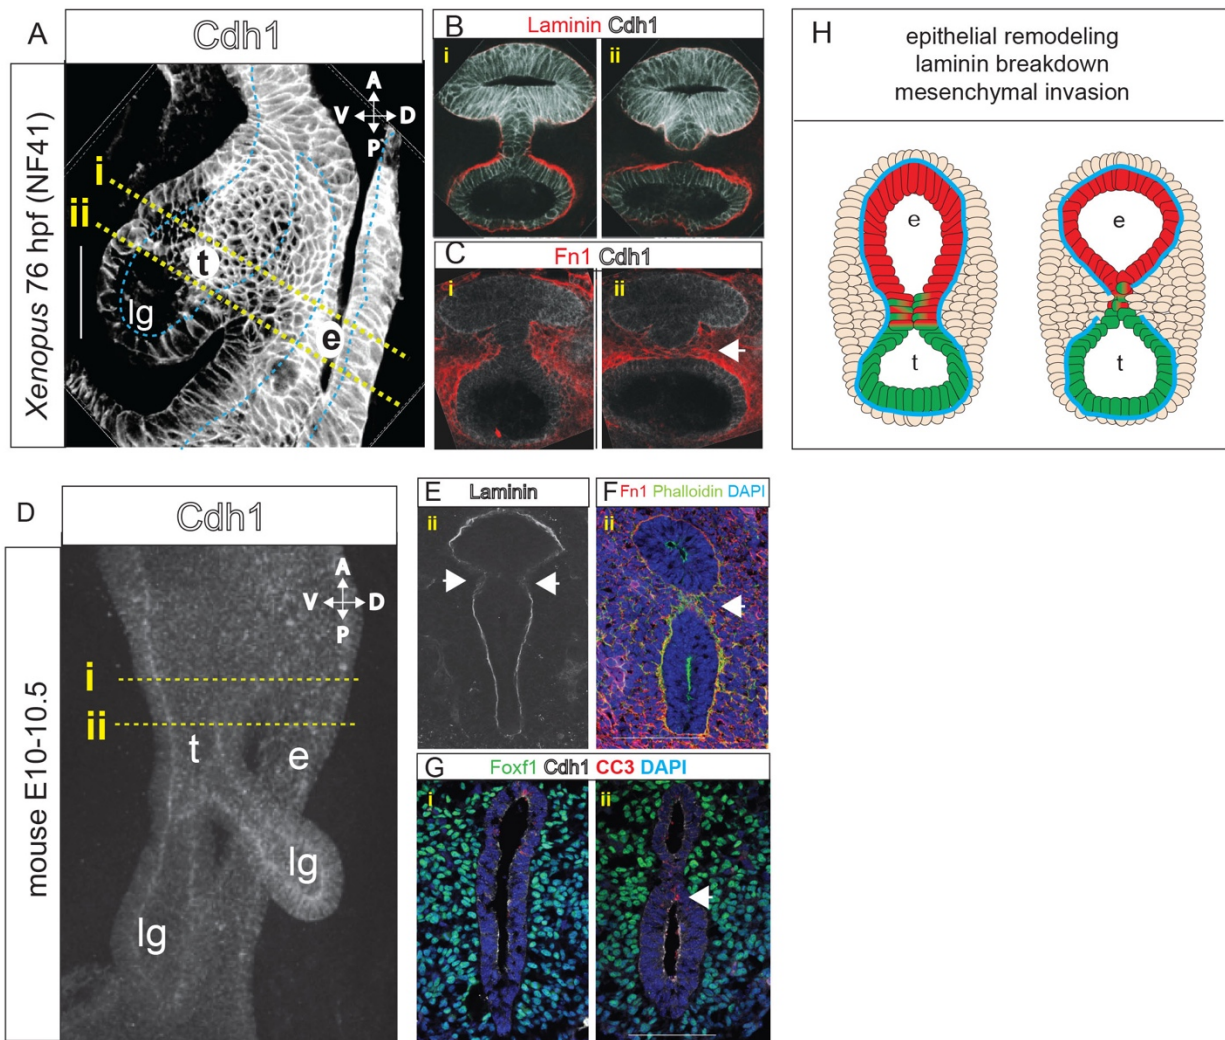 A
Cdh1
Xenopus 76 hpf (NF41)
A
V D
P
i
ii
t
lg
e
B
Laminin Cdh1
i
ii
C
Fn1 Cdh1
i
ii
H
epithelial remodeling
laminin breakdown
mesenchymal invasion
e
e
t
t
D
Cdh1
mouse E10-10.5
A
V D
P
i
ii
t
e
lg
lg
E
Laminin
ii
F
Fn1 Phalloidin DAPI
ii
G
Foxf1 Cdh1 CC3 DAPI
i
ii